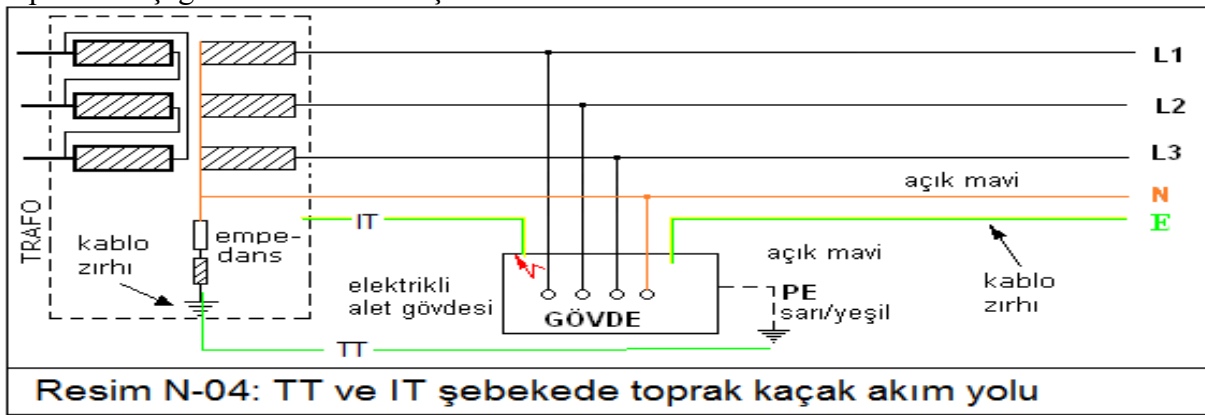 L1
L2
L3
açık mavi
N
IT
E
TRAFO
kablo
zırhı
empe-
dans
elektrikli
alet gövdesi
GÖVDE
açık mavi
PE
sarı/yeşil
kablo
zırhı
TT
Resim N-04: TT ve IT şebekede toprak kaçak akım yolu